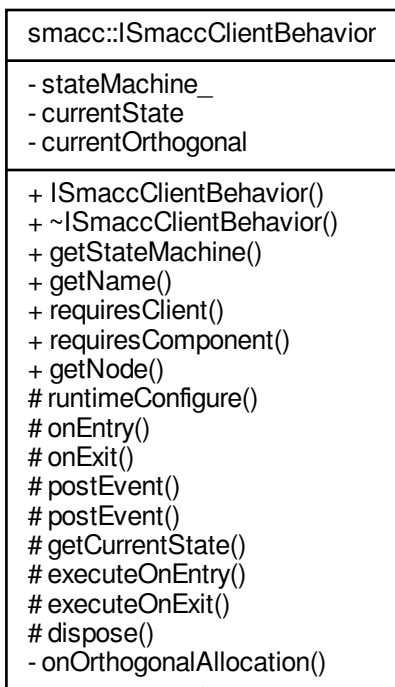 smacc::ISmaccClientBehavior
- stateMachine_
- currentState
- currentOrthogonal
+ ISmaccClientBehavior()
+ ~ISmaccClientBehavior()
+ getStateMachine()
+ getName()
+ requiresClient()
+ requiresComponent()
+ getNode()
# runtimeConfigure()
# onEntry()
# onExit()
# postEvent()
# postEvent()
# getCurrentState()
# executeOnEntry()
# executeOnExit()
# dispose()
- onOrthogonalAllocation()